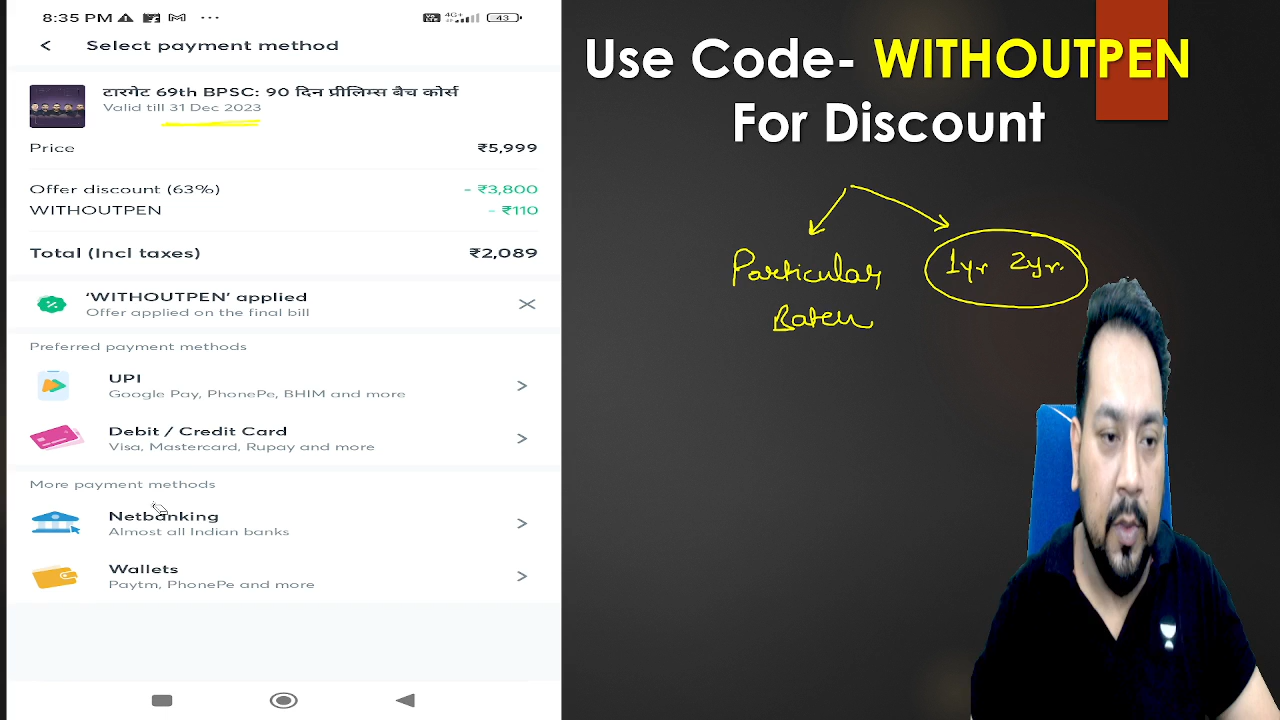 8:35 PM
4G+
43
Select payment method
टारगेट 69th BPSC: 90 दिन प्रीलिम्स बैच कोर्स
Valid till 31 Dec 2023
Price ₹5,999
Offer discount (63%) - ₹3,800
WITHOUTPEN - ₹110
Total (Incl taxes) ₹2,089
‘WITHOUTPEN’ applied
Offer applied on the final bill
Preferred payment methods
UPI
Google Pay, PhonePe, BHIM and more
Debit / Credit Card
Visa, Mastercard, Rupay and more
More payment methods
Netbanking
Almost all Indian banks
Wallets
Paytm, PhonePe and more
Use Code- WITHOUTPEN
For Discount
Particular 1yr 2yr.
Batch